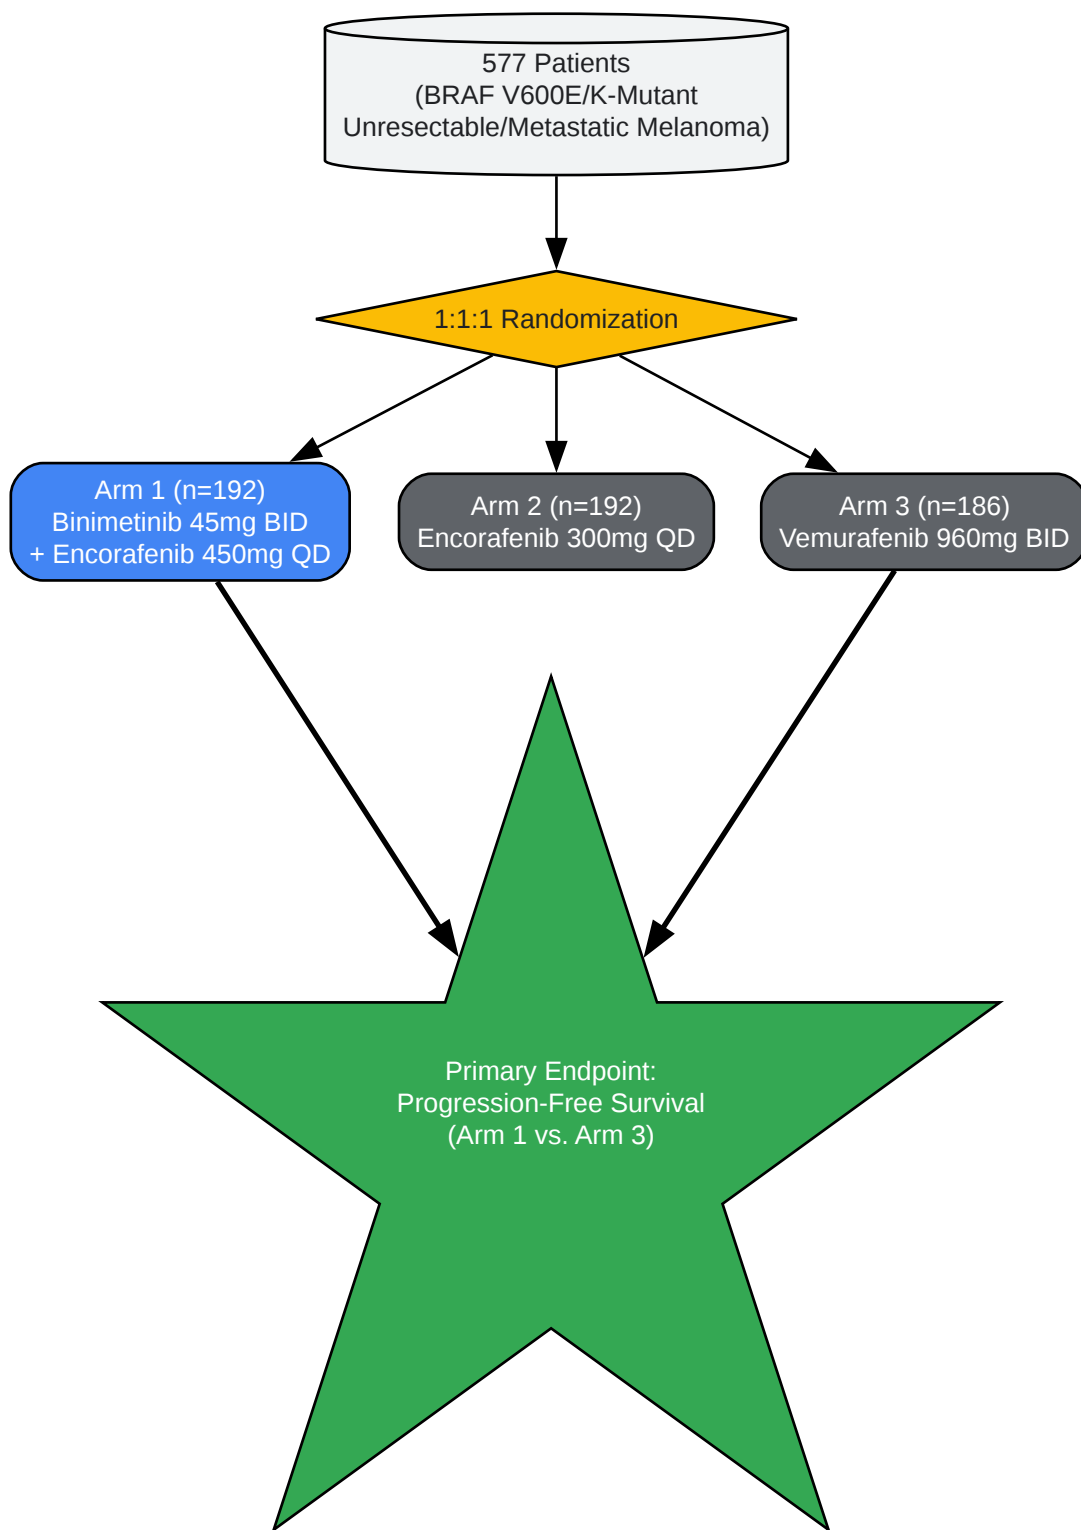 577 Patients
(BRAF V600E/K-Mutant
Unresectable/Metastatic Melanoma)
1:1:1 Randomization
Arm 1 (n=192)
Binimetinib 45mg BID
+ Encorafenib 450mg QD
Arm 2 (n=192)
Encorafenib 300mg QD
Arm 3 (n=186)
Vemurafenib 960mg BID
Primary Endpoint:
Progression-Free Survival
(Arm 1 vs. Arm 3)